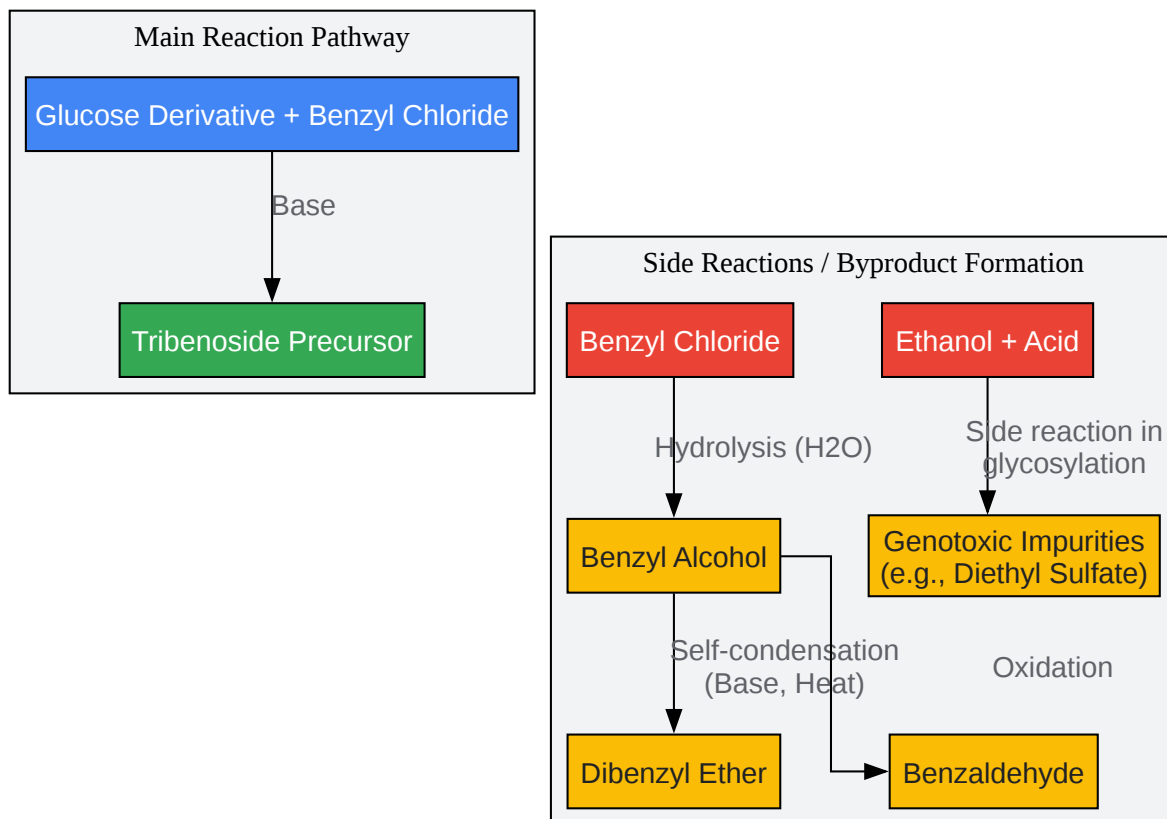 Main Reaction Pathway
Glucose Derivative + Benzyl Chloride
Base
Tribenoside Precursor
Side Reactions / Byproduct Formation
Benzyl Chloride
Ethanol + Acid
Hydrolysis (H2O)
Side reaction in
glycosylation
Benzyl Alcohol
Genotoxic Impurities
(e.g., Diethyl Sulfate)
Self-condensation
(Base, Heat)
Oxidation
Dibenzyl Ether
Benzaldehyde